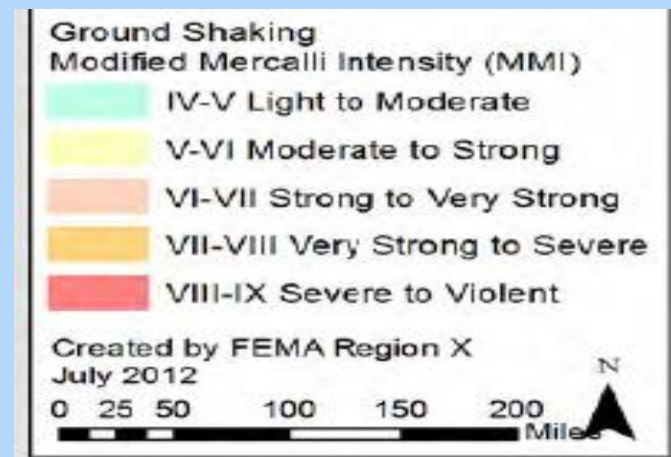 Ground Shaking
Modified Mercalli Intensity (MMI)
IV-V Light to Moderate
V-VI Moderate to Strong
VI-VII Strong to Very Strong
VII-VIII Very Strong to Severe
VIII-IX Severe to Violent
Created by FEMA Region X
July 2012
N
0 25 50 100 150 200
Miles